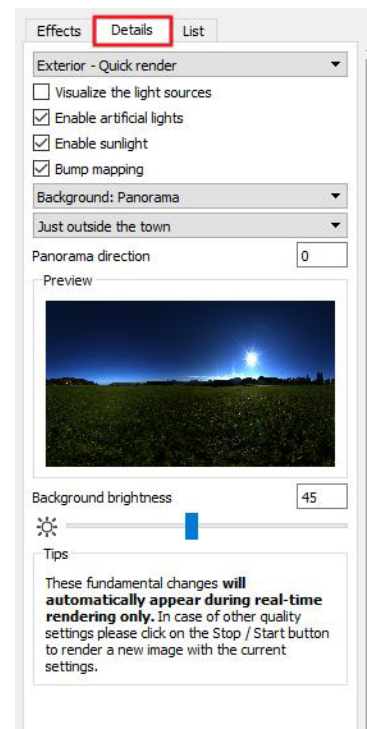 Effects Details List
Exterior - Quick render
Visualize the light sources
Enable artificial lights
Enable sunlight
Bump mapping
Background: Panorama
Just outside the town
Panorama direction 0
Preview
Background brightness 45
Tips
These fundamental changes will
automatically appear during real-time
rendering only. In case of other quality
settings please click on the Stop / Start button
to render a new image with the current
settings.